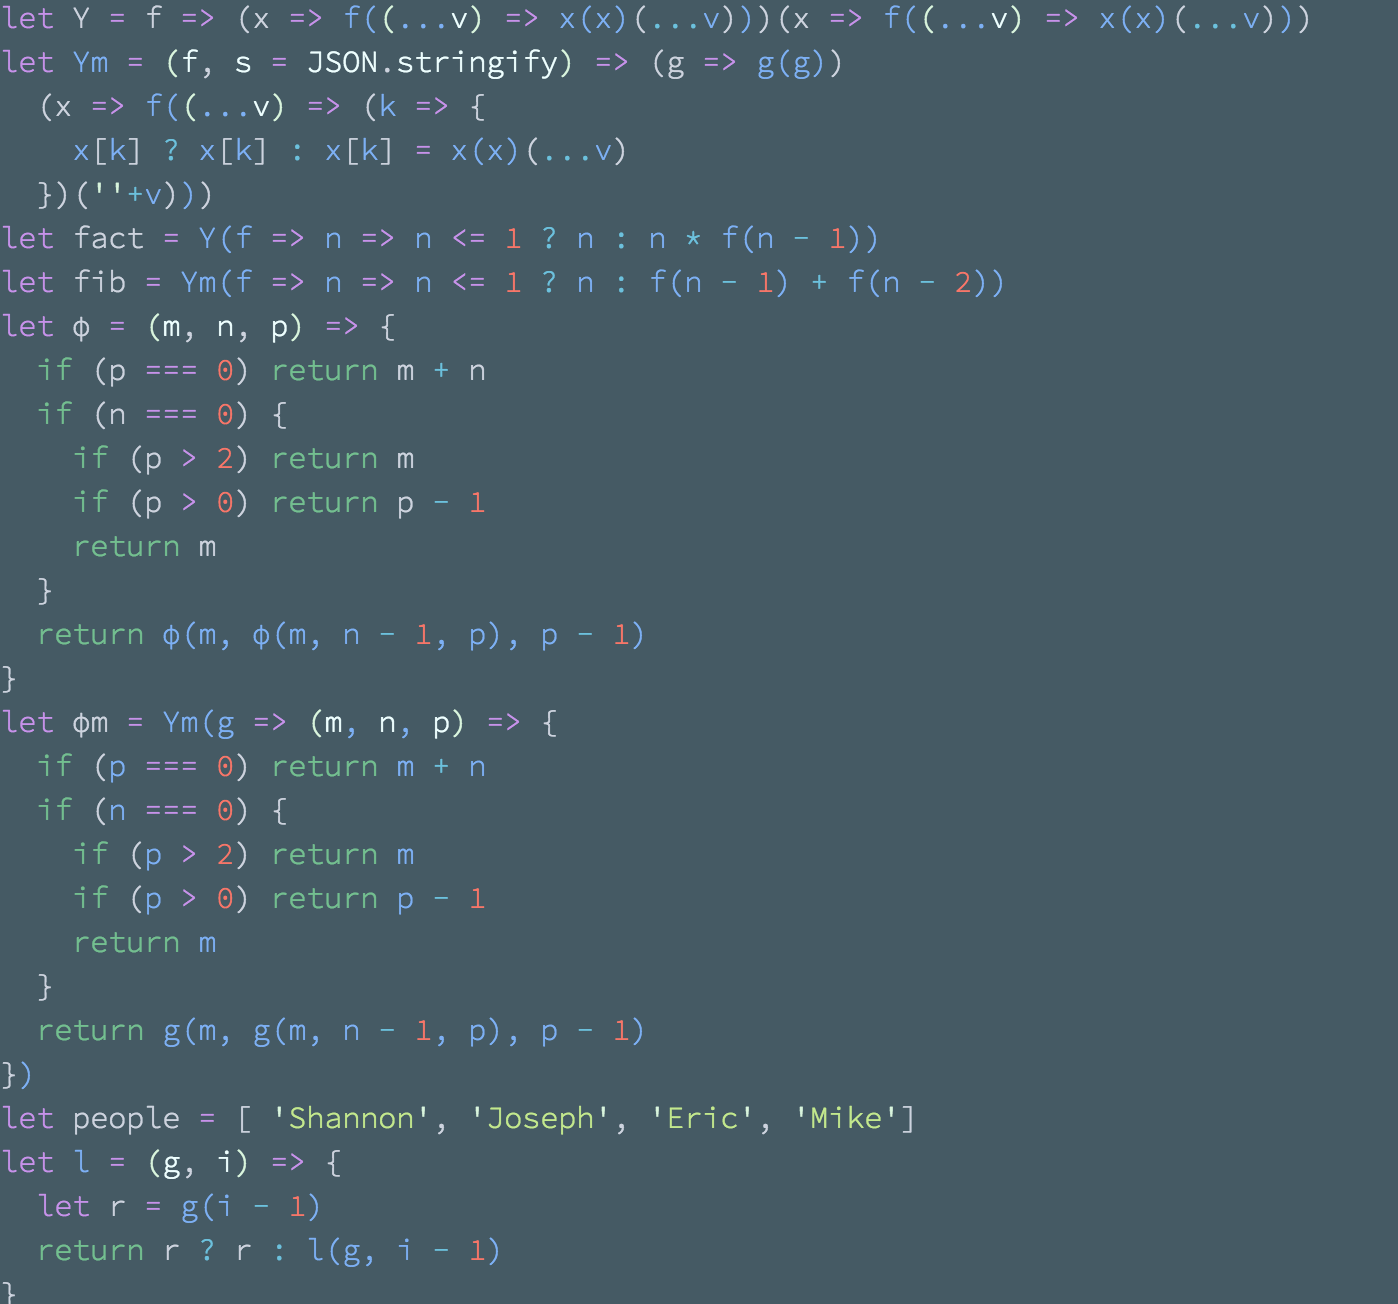 let Y = f => (x => f((...v) => x(x)(...v)))(x => f((...v) => x(x)(...v)))
let Ym = (f, s = JSON.stringify) => (g => g(g))
  (x => f((...v) => (k => {
    x[k] ? x[k] : x[k] = x(x)(...v)
  })(''+v)))
let fact = Y(f => n => n <= 1 ? n : n * f(n - 1))
let fib = Ym(f => n => n <= 1 ? n : f(n - 1) + f(n - 2))
let ϕ = (m, n, p) => {
  if (p === 0) return m + n
  if (n === 0) {
    if (p > 2) return m
    if (p > 0) return p - 1
    return m
  }
  return ϕ(m, ϕ(m, n - 1, p), p - 1)
}
let ϕm = Ym(g => (m, n, p) => {
  if (p === 0) return m + n
  if (n === 0) {
    if (p > 2) return m
    if (p > 0) return p - 1
    return m
  }
  return g(m, g(m, n - 1, p), p - 1)
})
let people = [ 'Shannon', 'Joseph', 'Eric', 'Mike']
let l = (g, i) => {
  let r = g(i - 1)
  return r ? r : l(g, i - 1)
}